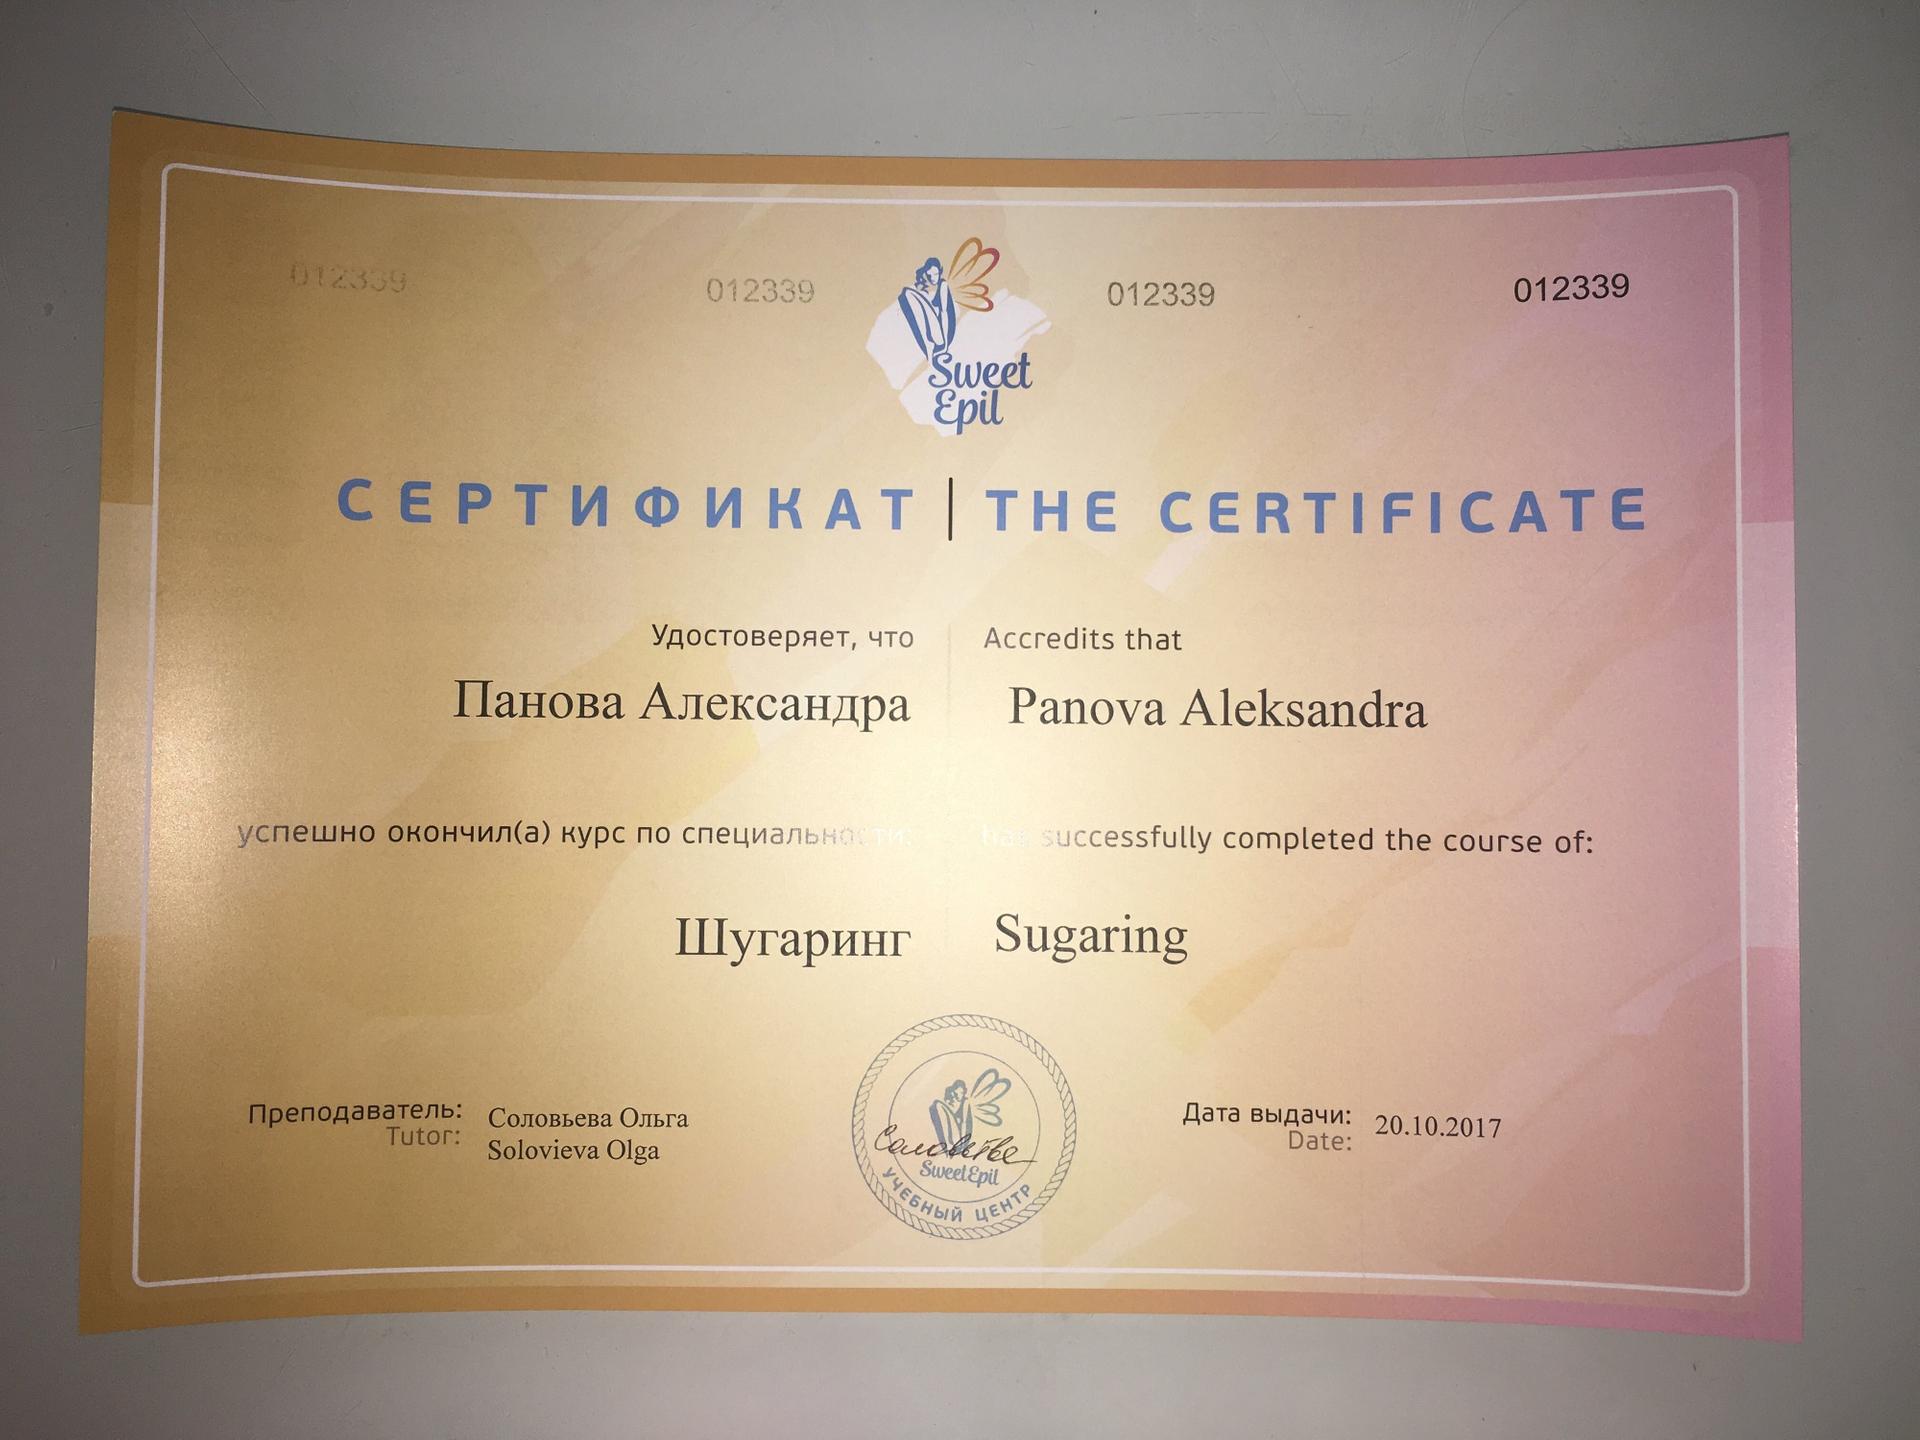 012339 012339 012339 012339
Sweet
Epil
СЕРТИФИКАТ | THE CERTIFICATE
Удостоверяет, что Accredits that
Панова Александра Panova Aleksandra
успешно окончил(а) курс по специальности: has successfully completed the course of:
Шугаринг Sugaring
Преподаватель: Соловьева Ольга
Tutor: Solovieva Olga
Соловьева
SweetEpil
УЧЕБНЫЙ ЦЕНТР
Дата выдачи: 20.10.2017
Date: